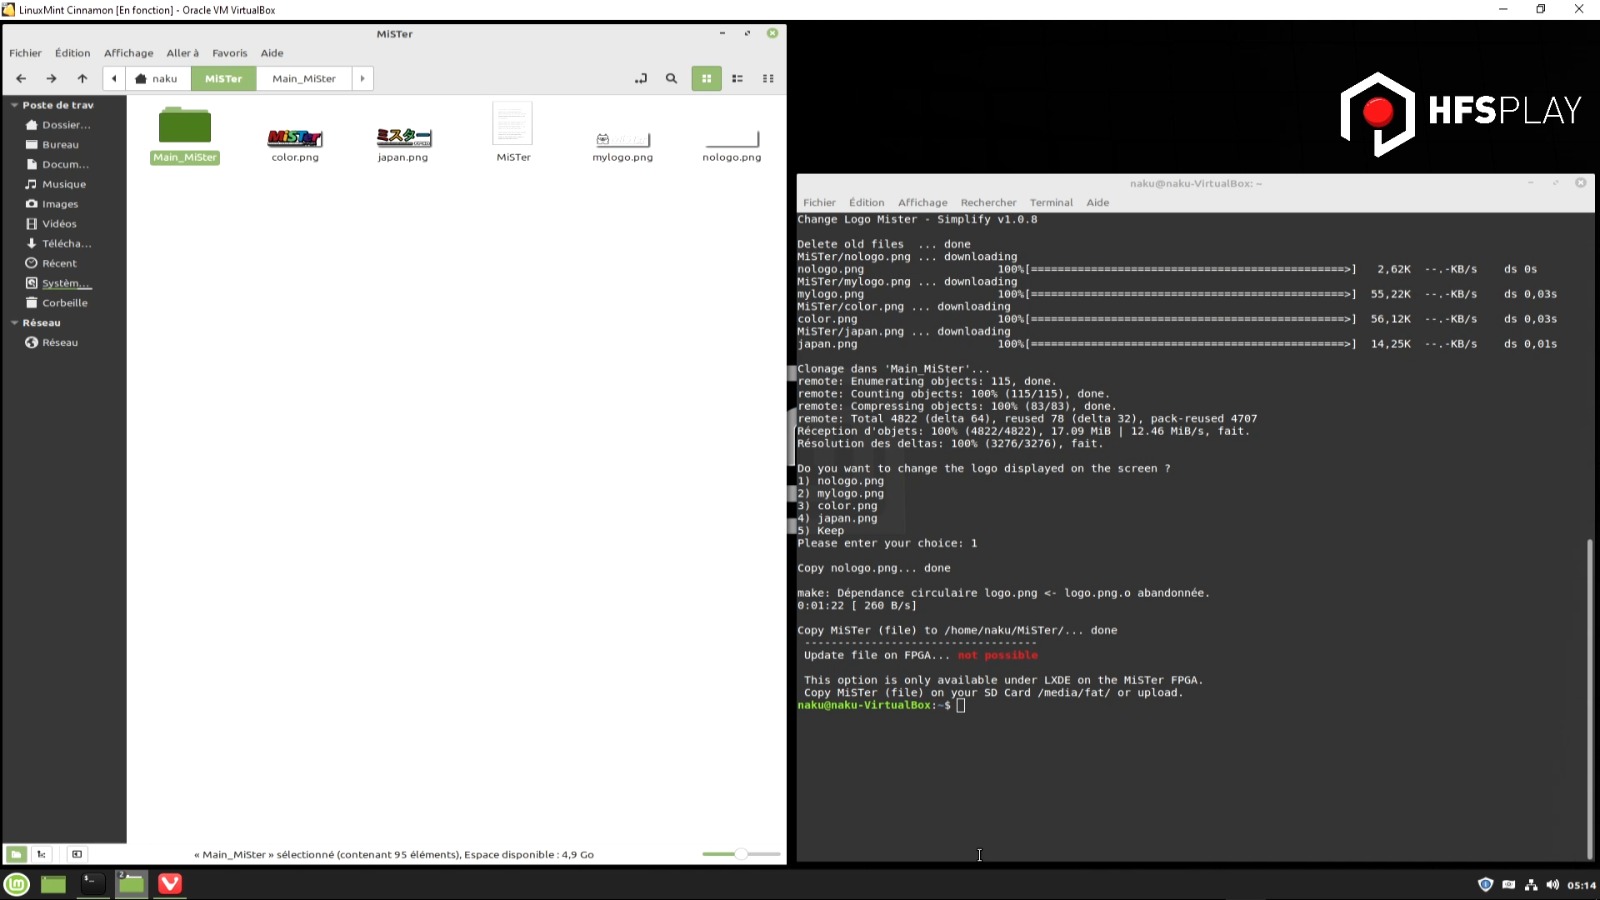 LinuxMint Cinnamon [En fonction] - Oracle VM VirtualBox
MiSTer
Fichier Édition Affichage Aller à Favoris Aide
naku MiSTer Main_MiSter
Poste de trav
Dossier...
Bureau
Docum...
Musique
Images
Vidéos
Télécha...
Récent
Systèm...
Corbeille
Réseau
Réseau
MiSTer
ミスター
Main_MiSter color.png japan.png MiSTer mylogo.png nologo.png
« Main_MiSter » sélectionné (contenant 95 éléments), Espace disponible : 4,9 Go
HFSPLAY
naku@naku-VirtualBox: ~
Fichier Édition Affichage Rechercher Terminal Aide
Change Logo Mister - Simplify v1.0.8
Delete old files ... done
MiSTer/nologo.png ... downloading
nologo.png 100%[===============================================>] 2,62K --.-KB/s ds 0s
MiSTer/mylogo.png ... downloading
mylogo.png 100%[===============================================>] 55,22K --.-KB/s ds 0,03s
MiSTer/color.png ... downloading
color.png 100%[===============================================>] 56,12K --.-KB/s ds 0,03s
MiSTer/japan.png ... downloading
japan.png 100%[===============================================>] 14,25K --.-KB/s ds 0,01s
Clonage dans 'Main_MiSter'...
remote: Enumerating objects: 115, done.
remote: Counting objects: 100% (115/115), done.
remote: Compressing objects: 100% (83/83), done.
remote: Total 4822 (delta 64), reused 78 (delta 32), pack-reused 4707
Réception d'objets: 100% (4822/4822), 17.09 MiB | 12.46 MiB/s, fait.
Résolution des deltas: 100% (3276/3276), fait.
Do you want to change the logo displayed on the screen ?
1) nologo.png
2) mylogo.png
3) color.png
4) japan.png
5) Keep
Please enter your choice: 1
Copy nologo.png... done
make: Dépendance circulaire logo.png <- logo.png.o abandonnée.
0:01:22 [ 260 B/s]
Copy MiSTer (file) to /home/naku/MiSTer/... done
-----------------------------------
Update file on FPGA... not possible
This option is only available under LXDE on the MiSTer FPGA.
Copy MiSTer (file) on your SD Card /media/fat/ or upload.
naku@naku-VirtualBox:~$
2
05:14